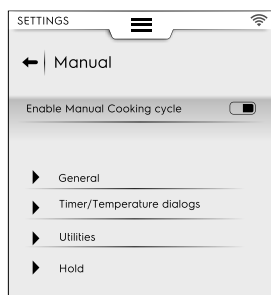 SETTINGS
Manual
Enable Manual Cooking cycle
General
Timer/Temperature dialogs
Utilities
Hold